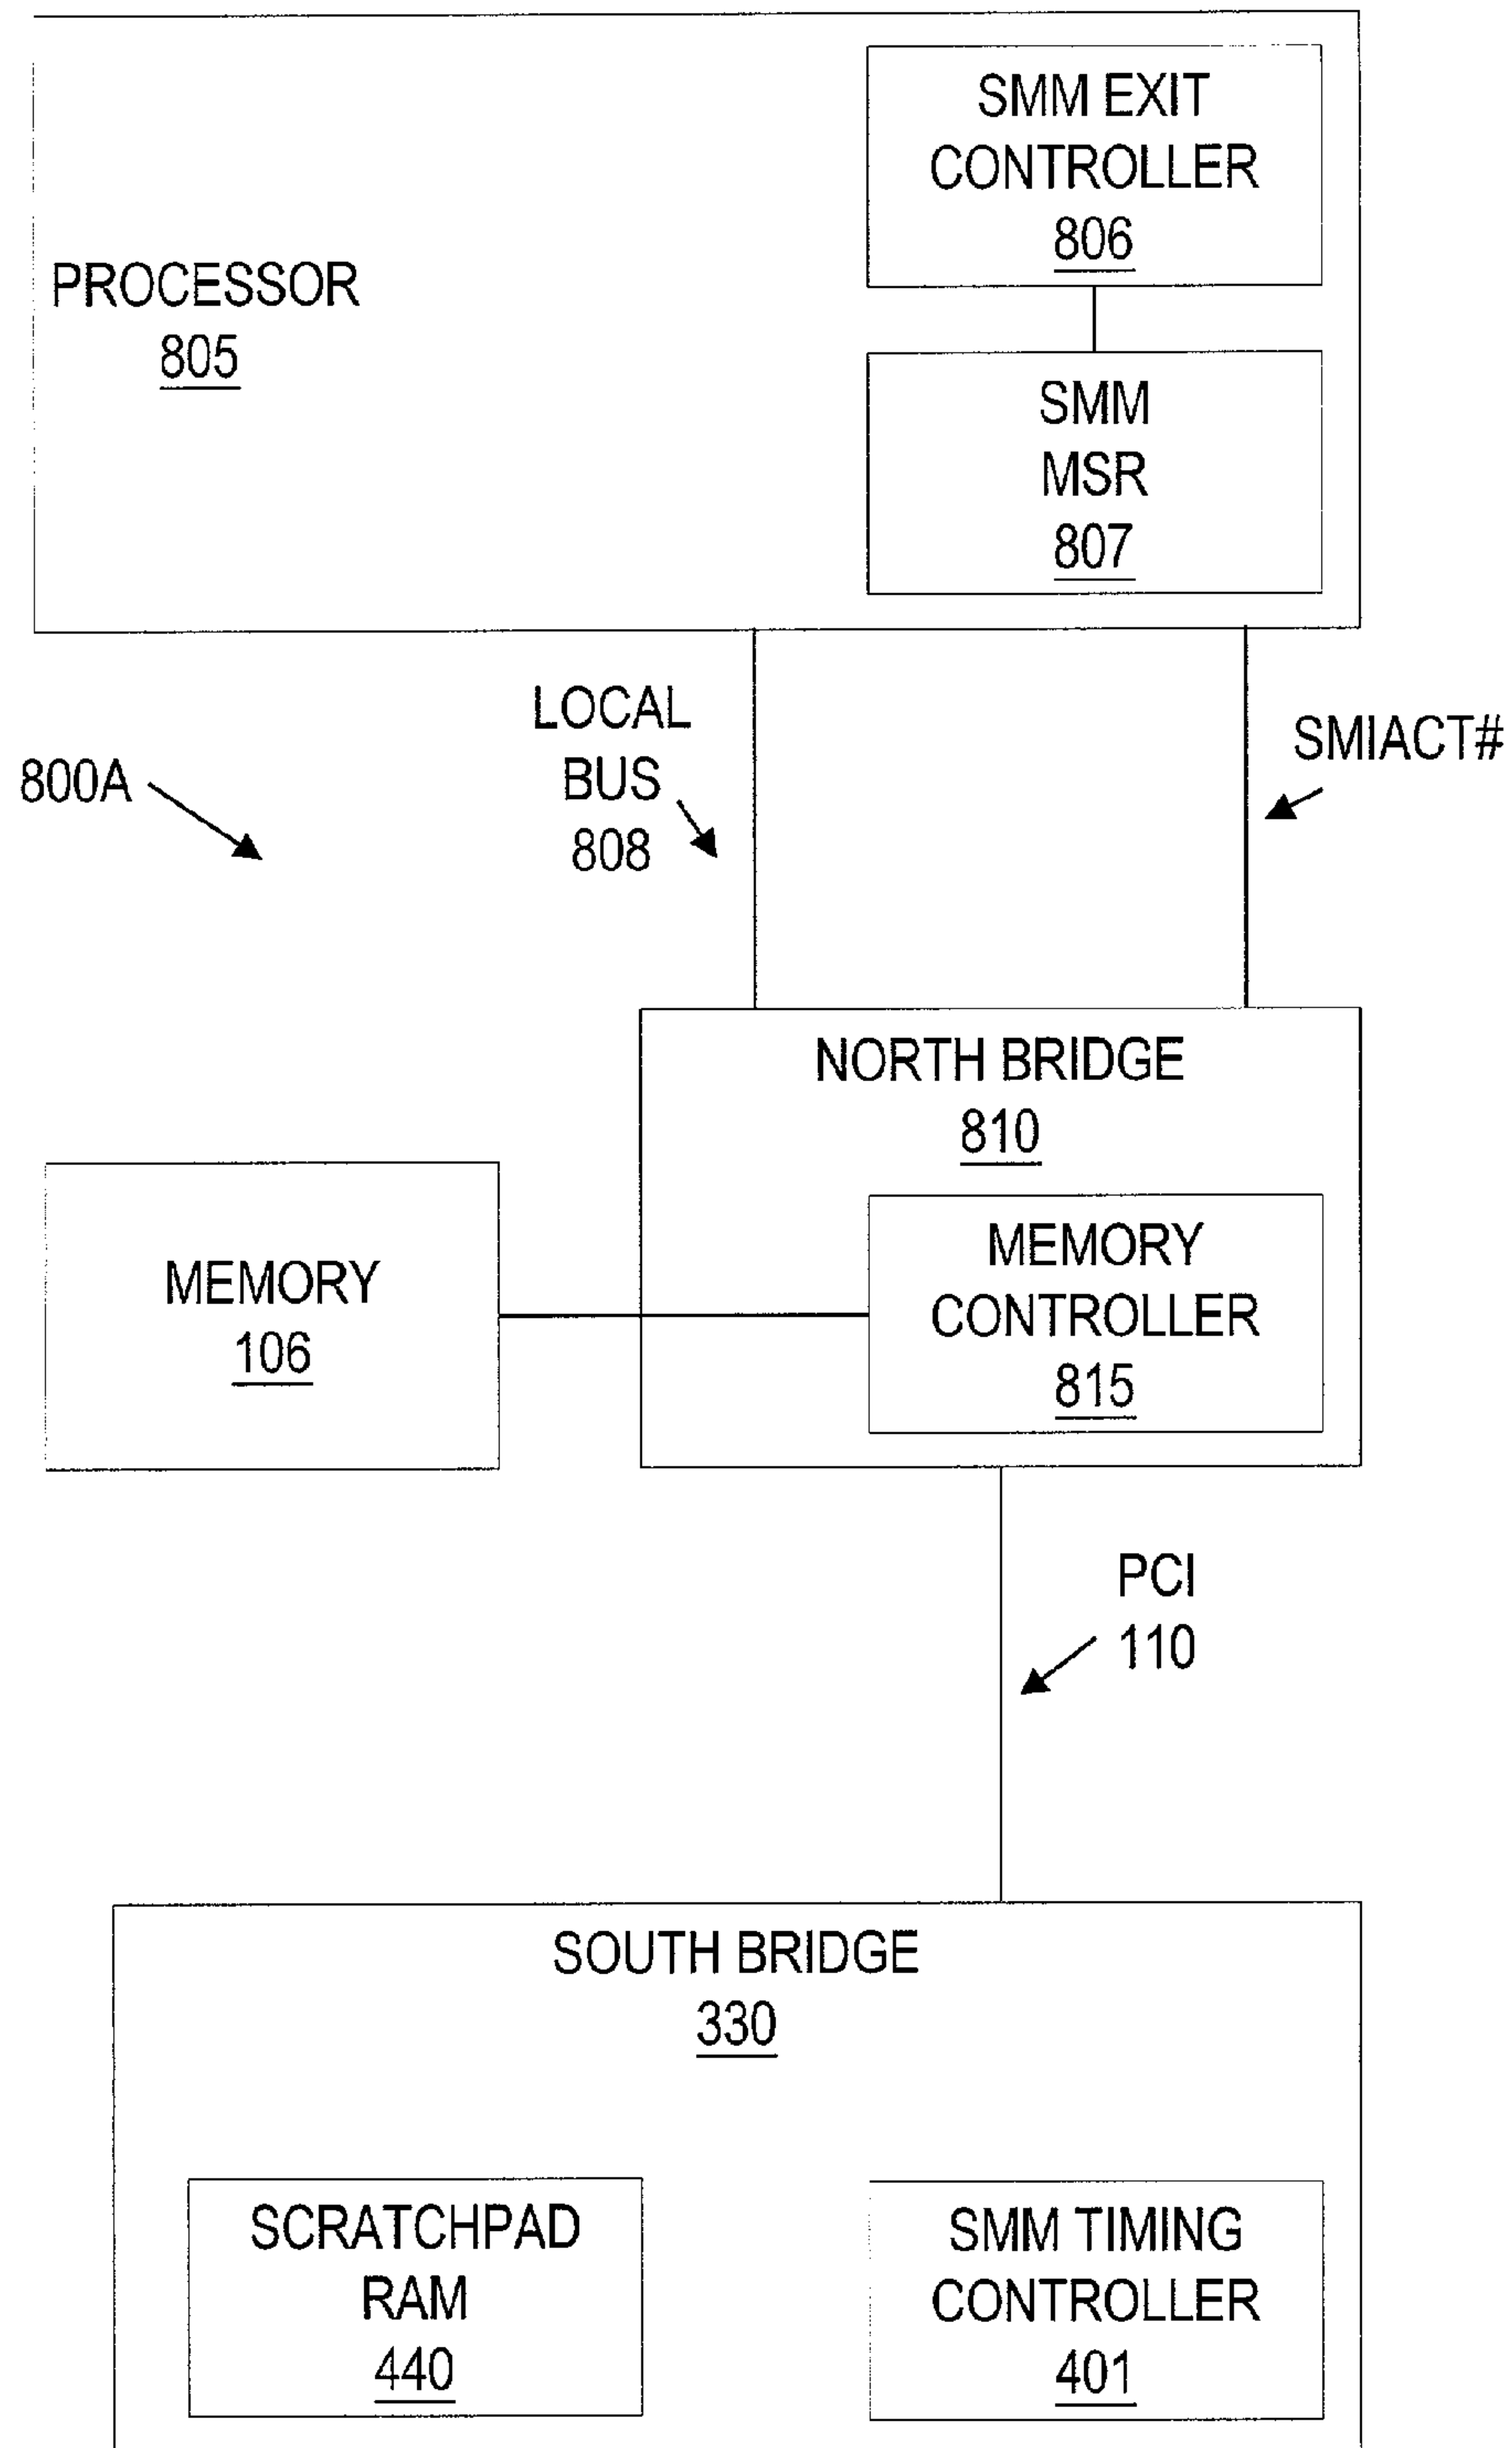 SMM EXIT
CONTROLLER
806
PROCESSOR
805
SMM
MSR
807
LOCAL
BUS
808
SMIACT#
800A
NORTH BRIDGE
810
MEMORY
CONTROLLER
815
MEMORY
106
PCI
110
SOUTH BRIDGE
330
SCRATCHPAD
RAM
440
SMM TIMING
CONTROLLER
401